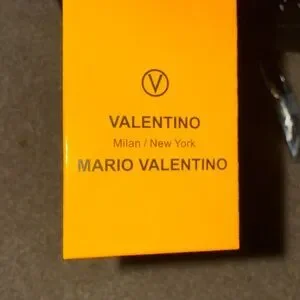 V
VALENTINO
Milan / New York
MARIO VALENTINO